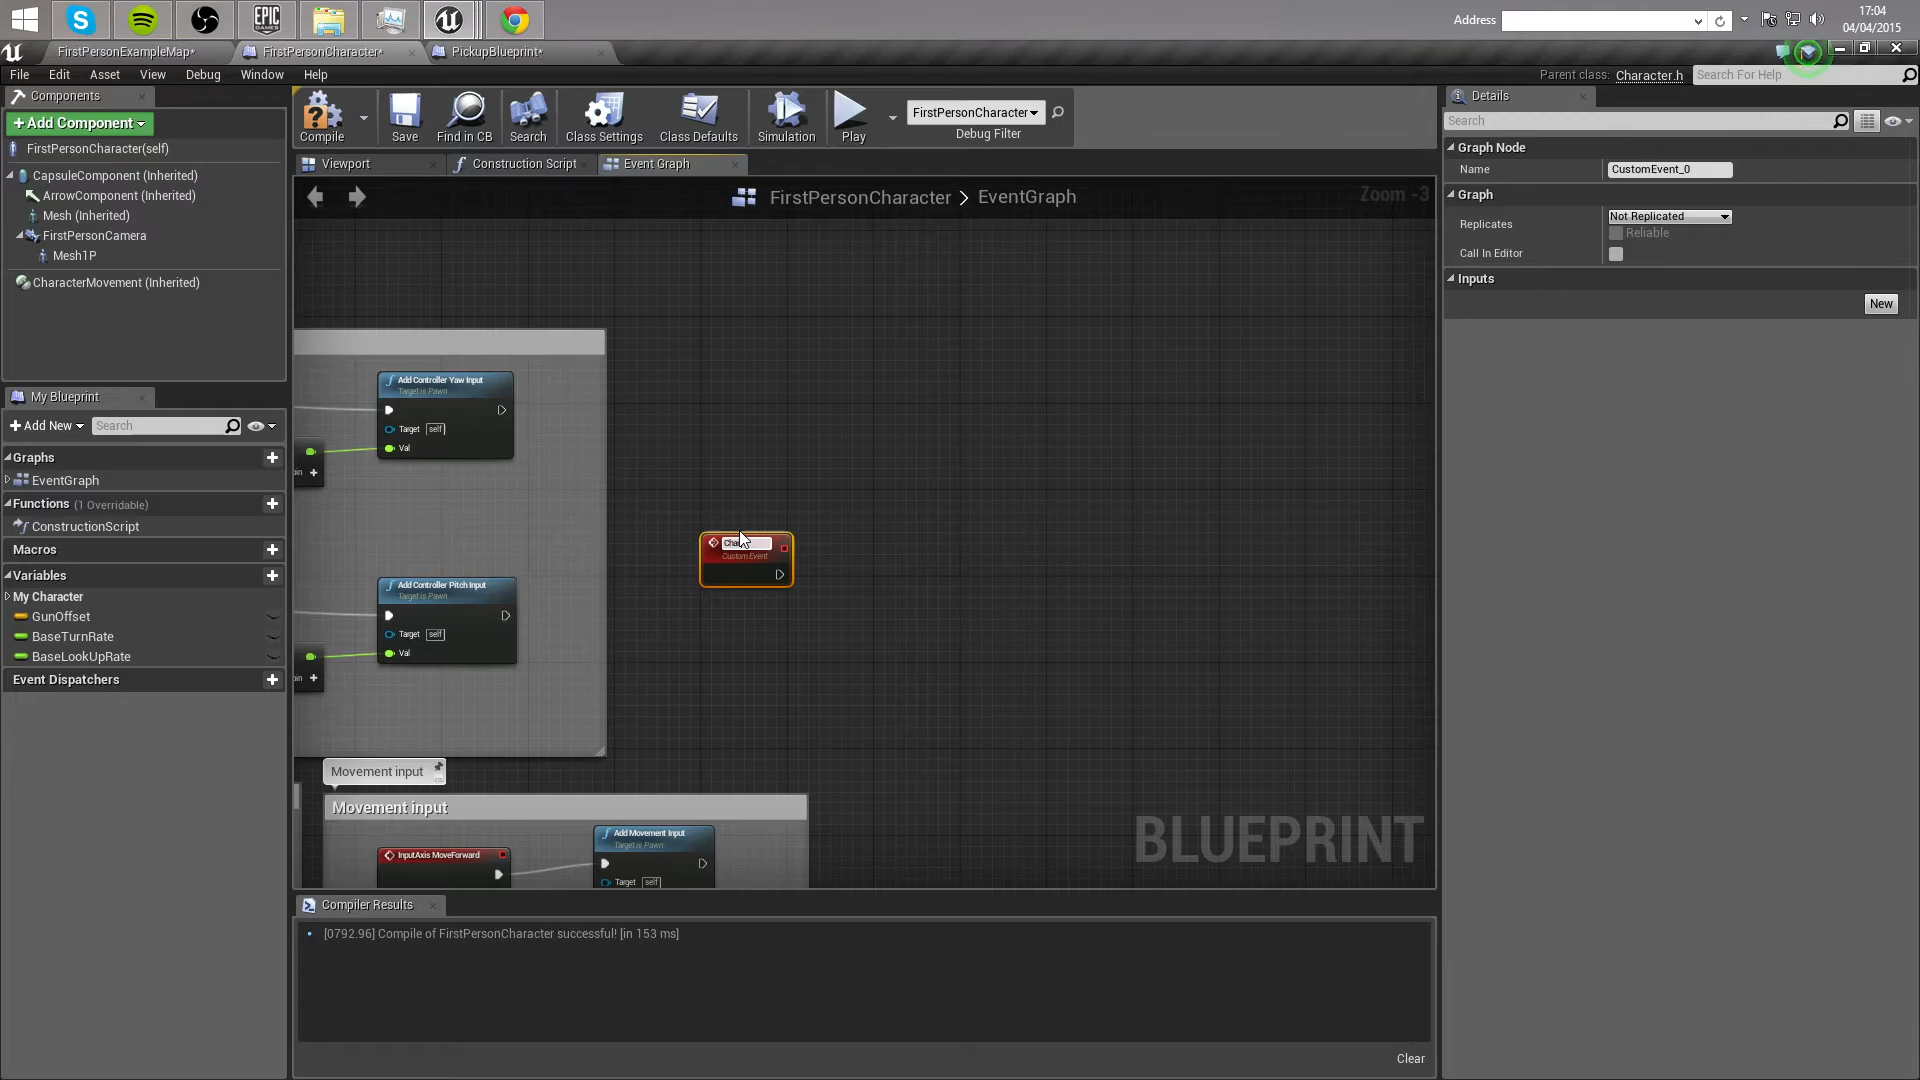 EPIC
GAMES
Address
17:04
04/04/2015
FirstPersonExampleMap*
FirstPersonCharacter*
PickupBlueprint*
File
Edit
Asset
View
Debug
Window
Help
Parent class:
Character.h
Search For Help
Components
+Add Component
FirstPersonCharacter(self)
CapsuleComponent (Inherited)
ArrowComponent (Inherited)
Mesh (Inherited)
FirstPersonCamera
Mesh1P
CharacterMovement (Inherited)
Compile
Save
Find in CB
Search
Class Settings
Class Defaults
Simulation
Play
FirstPersonCharacter
Debug Filter
Viewport
Construction Script
Event Graph
FirstPersonCharacter > EventGraph
Zoom -3
My Blueprint
+Add New
Search
Graphs
EventGraph
Functions (1 Overridable)
ConstructionScript
Macros
Variables
My Character
GunOffset
BaseTurnRate
BaseLookUpRate
Event Dispatchers
Add Controller Yaw Input
Target is Pawn
Target self
Val
Custom Event
Add Controller Pitch Input
Target is Pawn
Target self
Val
Movement input
Movement input
Add Movement Input
Target is Pawn
InputAxis MoveForward
Target self
BLUEPRINT
Compiler Results
[0792.96] Compile of FirstPersonCharacter successful! [in 153 ms]
Clear
Details
Search
Graph Node
Name
CustomEvent_0
Graph
Replicates
Not Replicated
Reliable
Call In Editor
Inputs
New